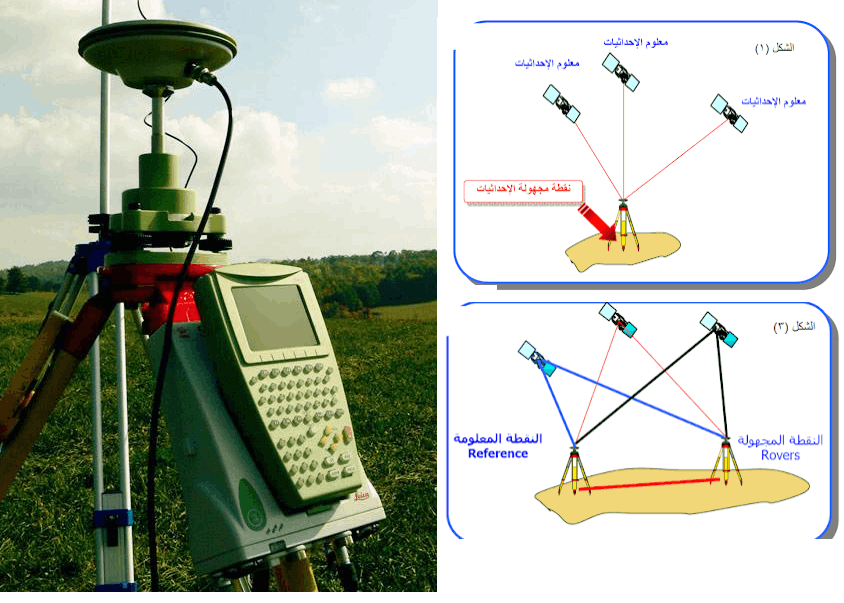 الشكل (١)
معلوم الإحداثيات
معلوم الإحداثيات
معلوم الإحداثيات
نقطة مجهولة الاحداثيات
الشكل (٣)
النقطة المعلومة
Reference
النقطة المجهولة
Rovers
Leica